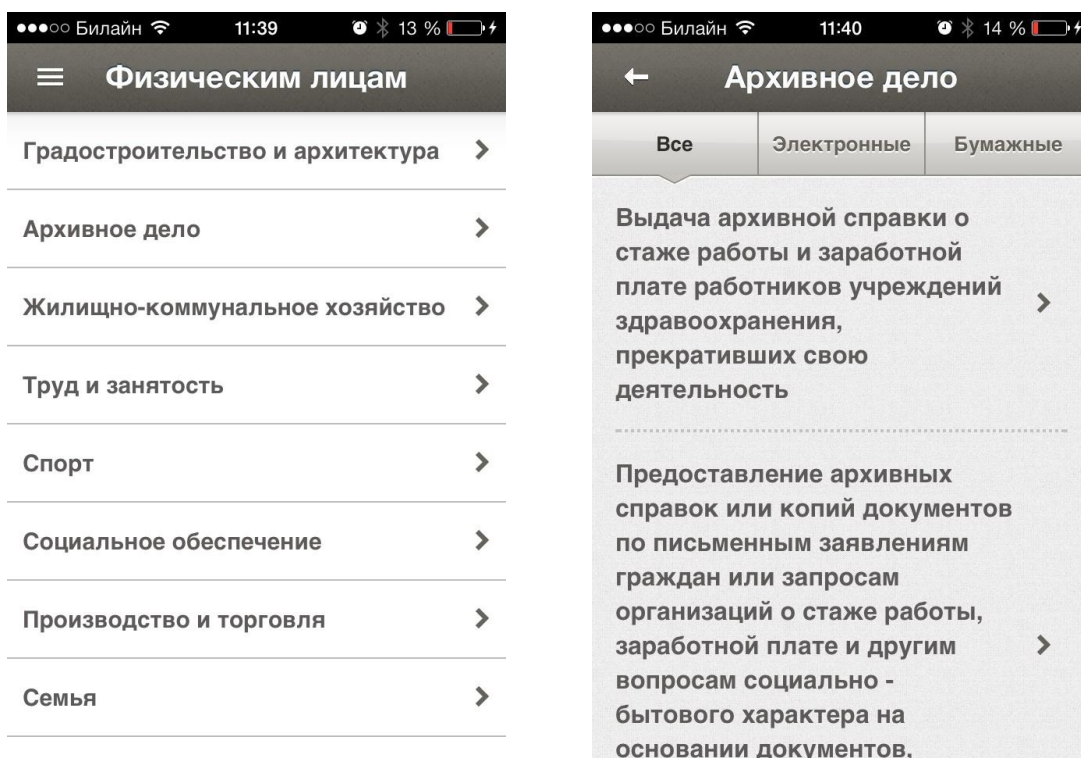 Билайн 11:39 13 %
Физическим лицам
Градостроительство и архитектура
Архивное дело
Жилищно-коммунальное хозяйство
Труд и занятость
Спорт
Социальное обеспечение
Производство и торговля
Семья
Билайн 11:40 14 %
Архивное дело
Все Электронные Бумажные
Выдача архивной справки о
стаже работы и заработной
плате работников учреждений
здравоохранения,
прекративших свою
деятельность
Предоставление архивных
справок или копий документов
по письменным заявлениям
граждан или запросам
организаций о стаже работы,
заработной плате и другим
вопросам социально -
бытового характера на
основании документов,